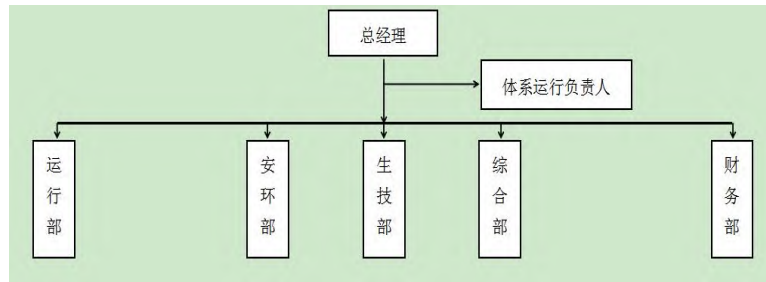 总经理
体系运行负责人
运行部
安环部
生技部
综合部
财务部